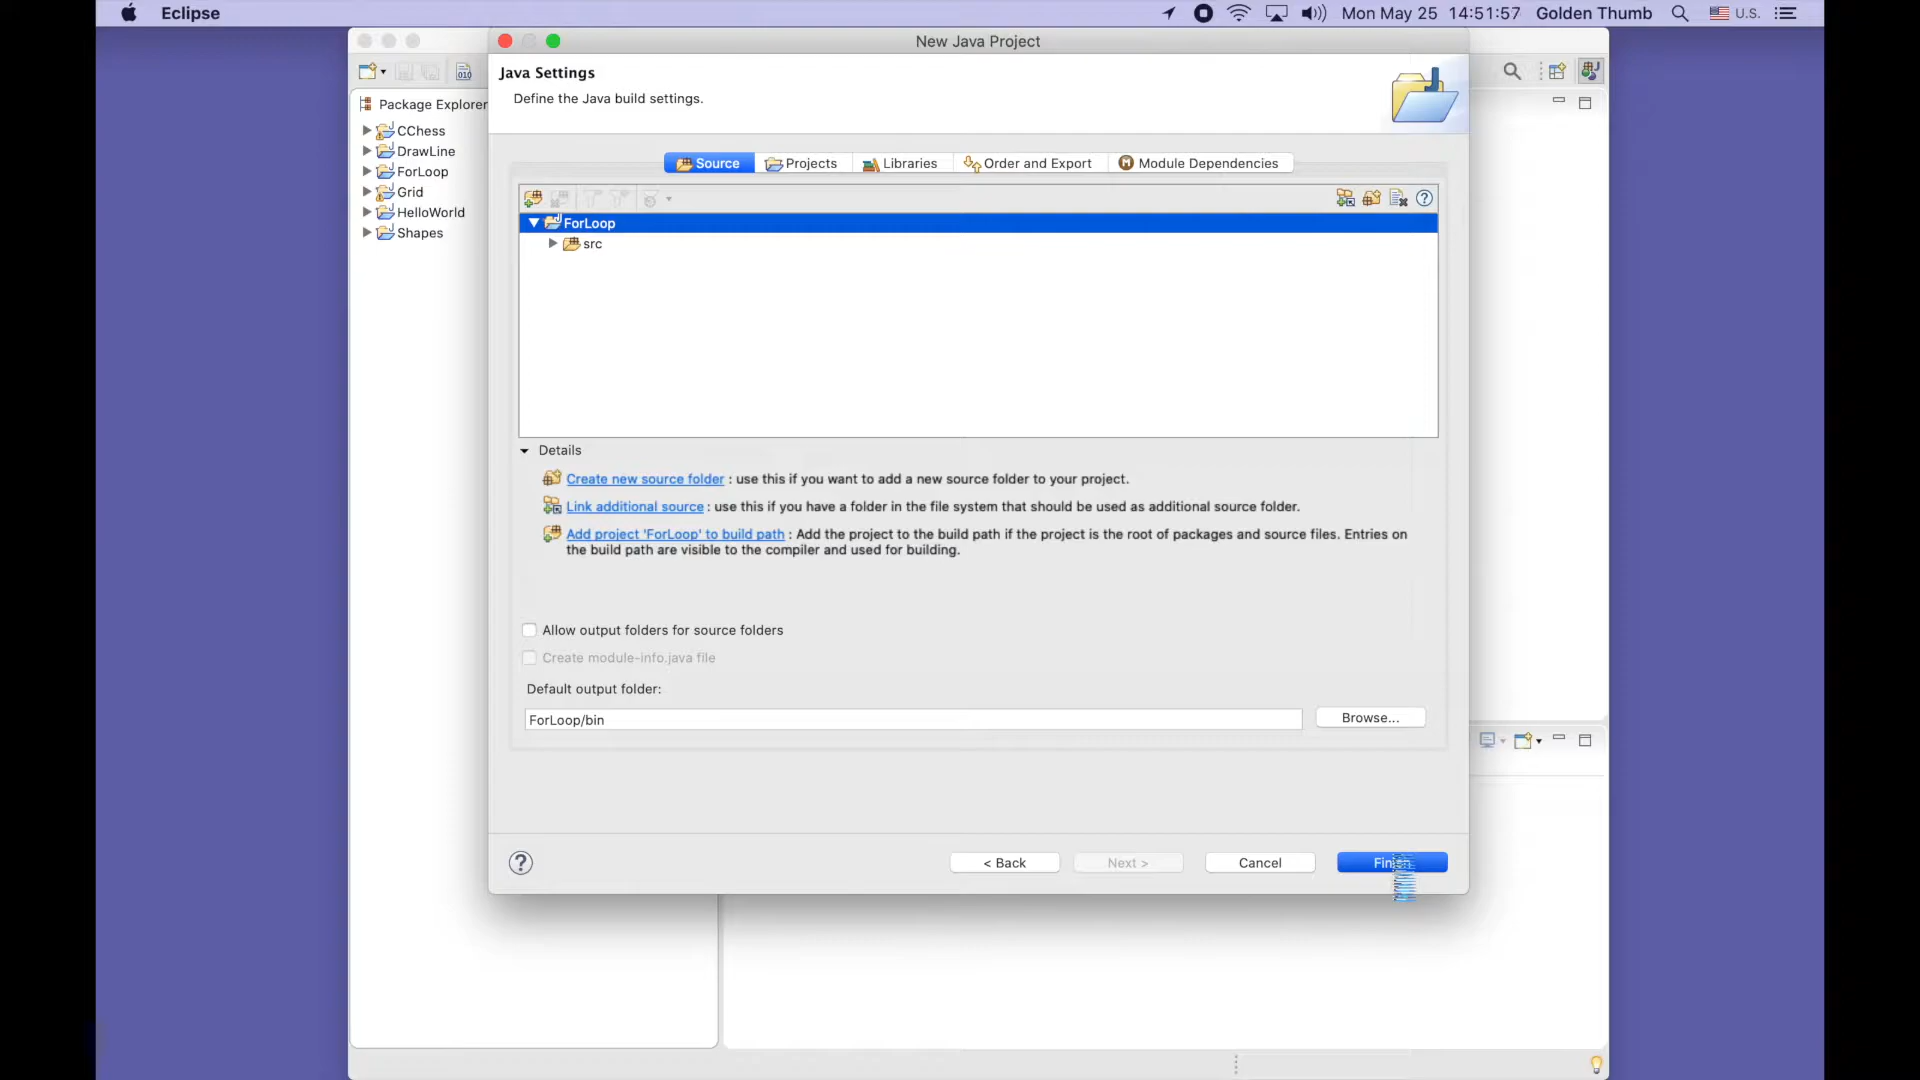 Eclipse
Mon May 25 14:51:57 Golden Thumb U.S.
New Java Project
Java Settings
Define the Java build settings.
Package Explorer
CChess
DrawLine
ForLoop
Grid
HelloWorld
Shapes
Source Projects Libraries Order and Export Module Dependencies
ForLoop
src
Details
Create new source folder : use this if you want to add a new source folder to your project.
Link additional source : use this if you have a folder in the file system that should be used as additional source folder.
Add project 'ForLoop' to build path : Add the project to the build path if the project is the root of packages and source files. Entries on
the build path are visible to the compiler and used for building.
Allow output folders for source folders
Create module-info.java file
Default output folder:
ForLoop/bin
Browse...
< Back Next > Cancel Finish